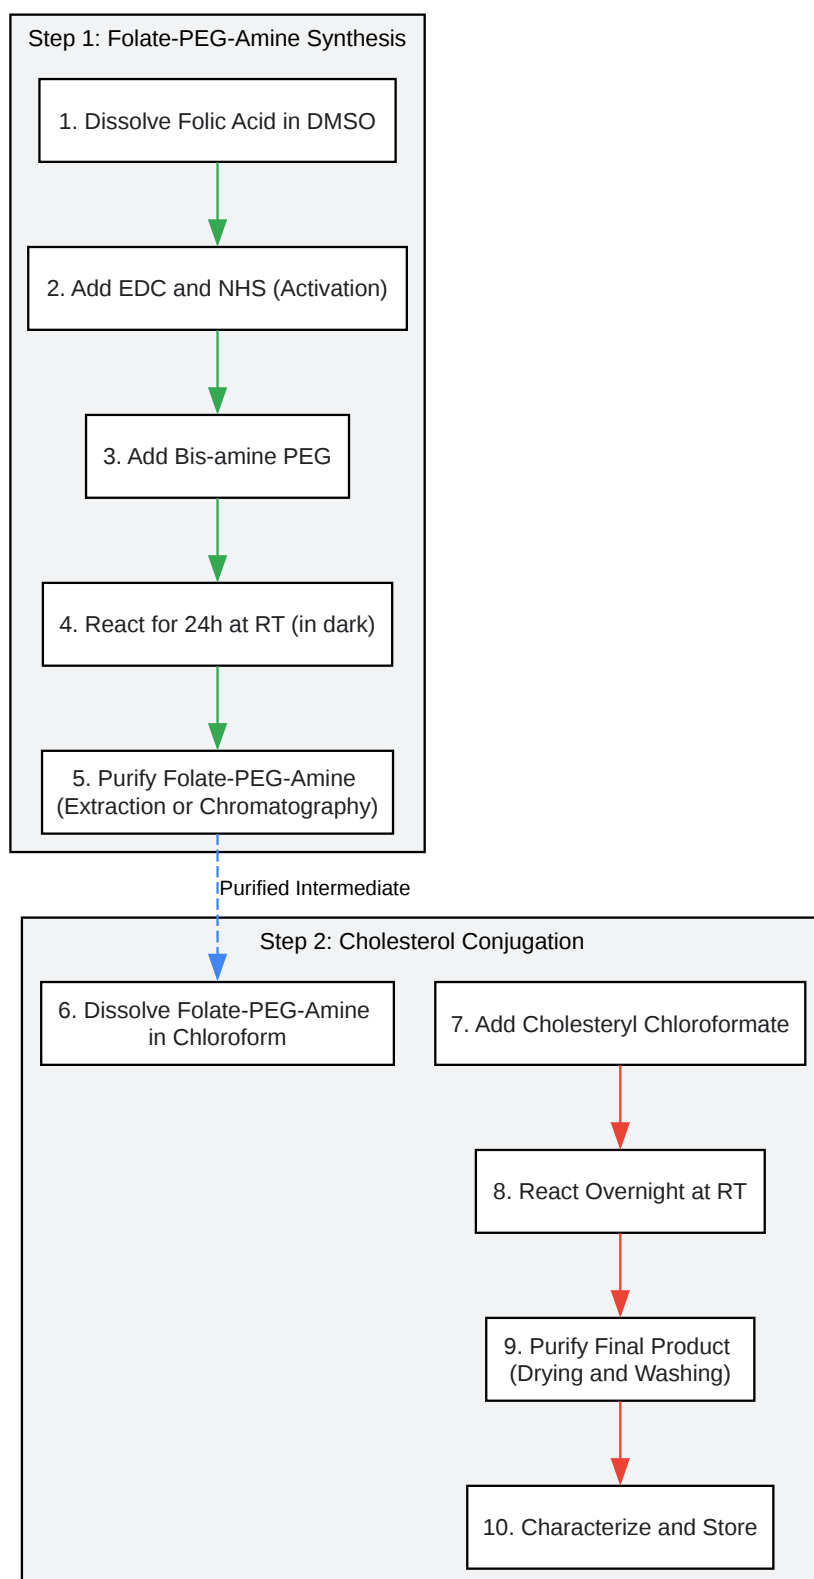 Step 1: Folate-PEG-Amine Synthesis
1. Dissolve Folic Acid in DMSO
2. Add EDC and NHS (Activation)
3. Add Bis-amine PEG
4. React for 24h at RT (in dark)
5. Purify Folate-PEG-Amine
(Extraction or Chromatography)
Purified Intermediate
Step 2: Cholesterol Conjugation
6. Dissolve Folate-PEG-Amine
in Chloroform
7. Add Cholesteryl Chloroformate
8. React Overnight at RT
9. Purify Final Product
(Drying and Washing)
10. Characterize and Store